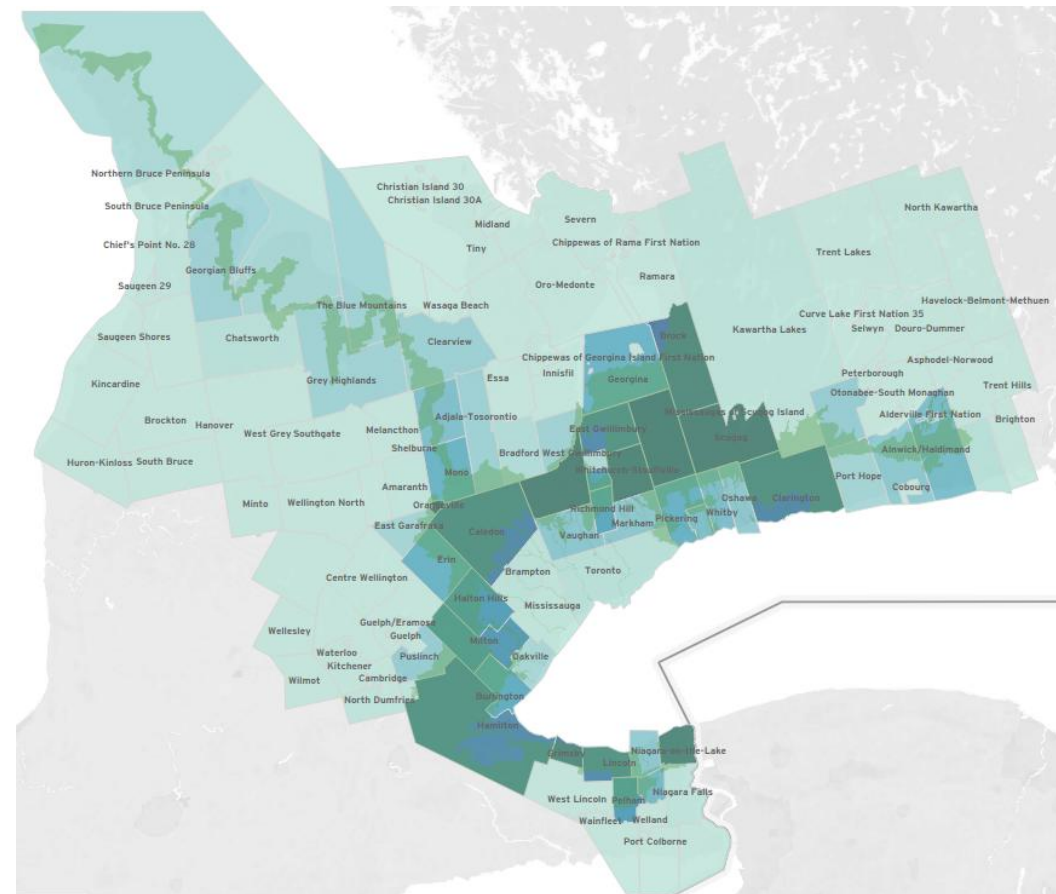 Christian Island 30
Northern Bruce Peninsula
Christian Island 30A
South Bruce Peninsula
North Kawartha
Severn
Midland
Chief's Point No. 28
Tiny
Chippewas of Rama First Nation
Trent Lakes
Georgian Bluffs
Ramara
Saugeen 29
Oro-Medonte
Havelock-Belmont-Methuen
The Blue Mountains
Wasaga Beach
Curve Lake First Nation 35
Saugeen Shores
Chatsworth
Kawartha Lakes
Selwyn
Douro-Dummer
Brock
Clearview
Chippewas of Georgina Island First Nation
Asphodel-Norwood
Innisfil
Peterborough
Kincardine
Grey Highlands
Essa
Georgina
Trent Hills
Otonabee-South Monaghan
Mississaugas of Scugog Island
Adjala-Tosorontio
Alderville First Nation
Brighton
Brockton
Hanover
Melancthon
East Gwillimbury
West Grey
Southgate
Scugog
Shelburne
Bradford West Gwillimbury
Alnwick/Haldimand
Huron-Kinloss
South Bruce
Mono
Whitchurch-Stouffville
Port Hope
Amaranth
Cobourg
Minto
Wellington North
Orangeville
Oshawa
Clarington
Richmond Hill
Whitby
East Garafraxa
Markham
Pickering
Caledon
Vaughan
Erin
Brampton
Toronto
Centre Wellington
Halton Hills
Mississauga
Guelph/Eramosa
Wellesley
Guelph
Milton
Waterloo
Puslinch
Oakville
Kitchener
Wilmot
Cambridge
North Dumfries
Burlington
Hamilton
Grimsby
Niagara-on-the-Lake
Lincoln
Niagara Falls
West Lincoln
Pelham
Wainfleet
Welland
Port Colborne